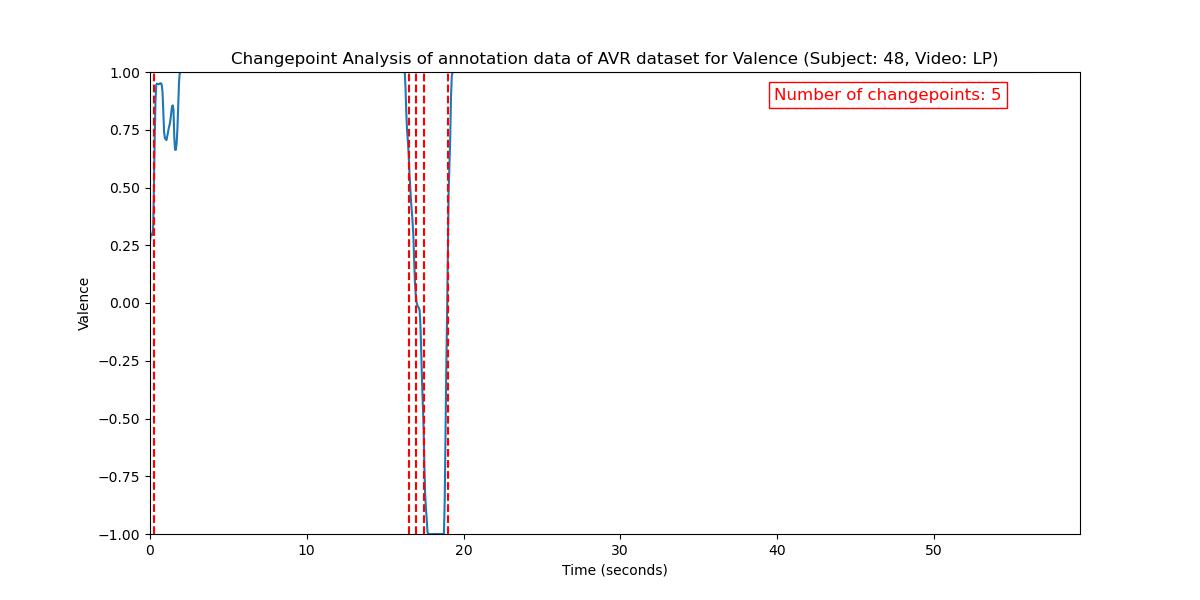 Changepoint Analysis of annotation data of AVR dataset for Valence (Subject: 48, Video: LP)
Number of changepoints: 5
1.00
0.75
0.50
0.25
0.00
−0.25
−0.50
−0.75
−1.00
Valence
0 10 20 30 40 50
Time (seconds)